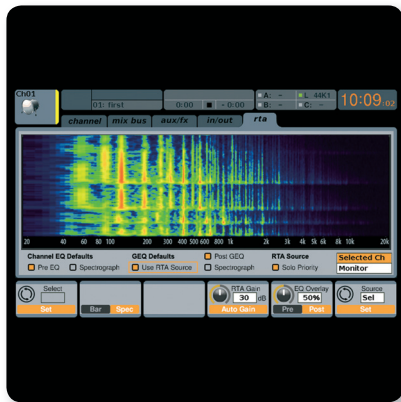 Ch01
A: - L 44K1
01: first 0:00 - 0:00 B: - C: - 10:09:02
channel mix bus aux/fx in/out rta
20 40 60 80 100 200 300 400 500 600 800 1k 2k 3k 4k 5k 6k 8k 10k 20k
Channel EQ Defaults GEQ Defaults Post GEQ RTA Source Selected Ch
Pre EQ Spectrograph Use RTA Source Spectrograph Solo Priority Monitor
Select RTA Gain EQ Overlay Source
30 dB 50% Sel
Set Bar Spec Auto Gain Pre Post Set